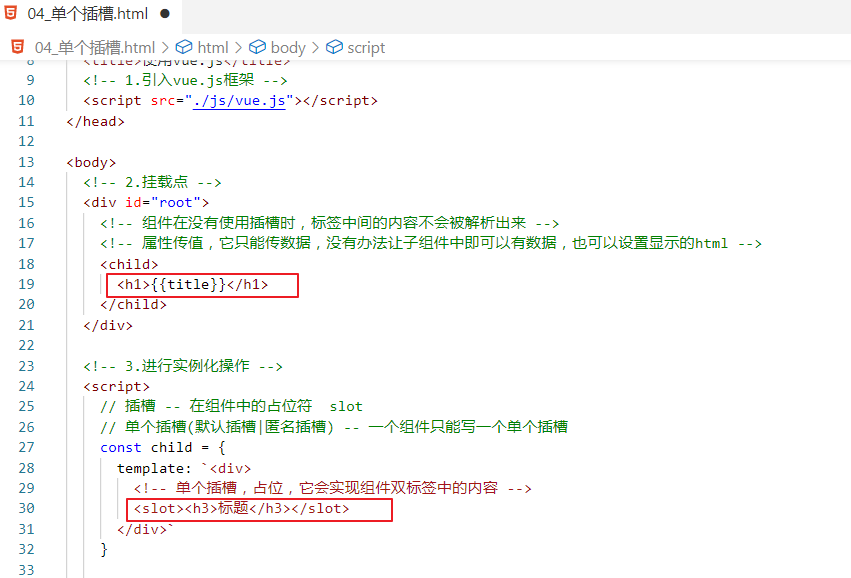 04_单个插槽.html ●
04_单个插槽.html > html > body > script
8 <title>使用vue.js</title>
9 <!-- 1.引入vue.js框架 -->
10 <script src="./js/vue.js"></script>
11 </head>
12
13 <body>
14 <!-- 2.挂载点 -->
15 <div id="root">
16 <!-- 组件在没有使用插槽时，标签中间的内容不会被解析出来 -->
17 <!-- 属性传值，它只能传数据，没有办法让子组件中即可以有数据，也可以设置显示的html -->
18 <child>
19 <h1>{{title}}</h1>
20 </child>
21 </div>
22
23 <!-- 3.进行实例化操作 -->
24 <script>
25 // 插槽 -- 在组件中的占位符  slot
26 // 单个插槽(默认插槽|匿名插槽) -- 一个组件只能写一个单个插槽
27 const child = {
28 template: `<div>
29 <!-- 单个插槽，占位，它会实现组件双标签中的内容 -->
30 <slot><h3>标题</h3></slot>
31 </div>`
32 }
33